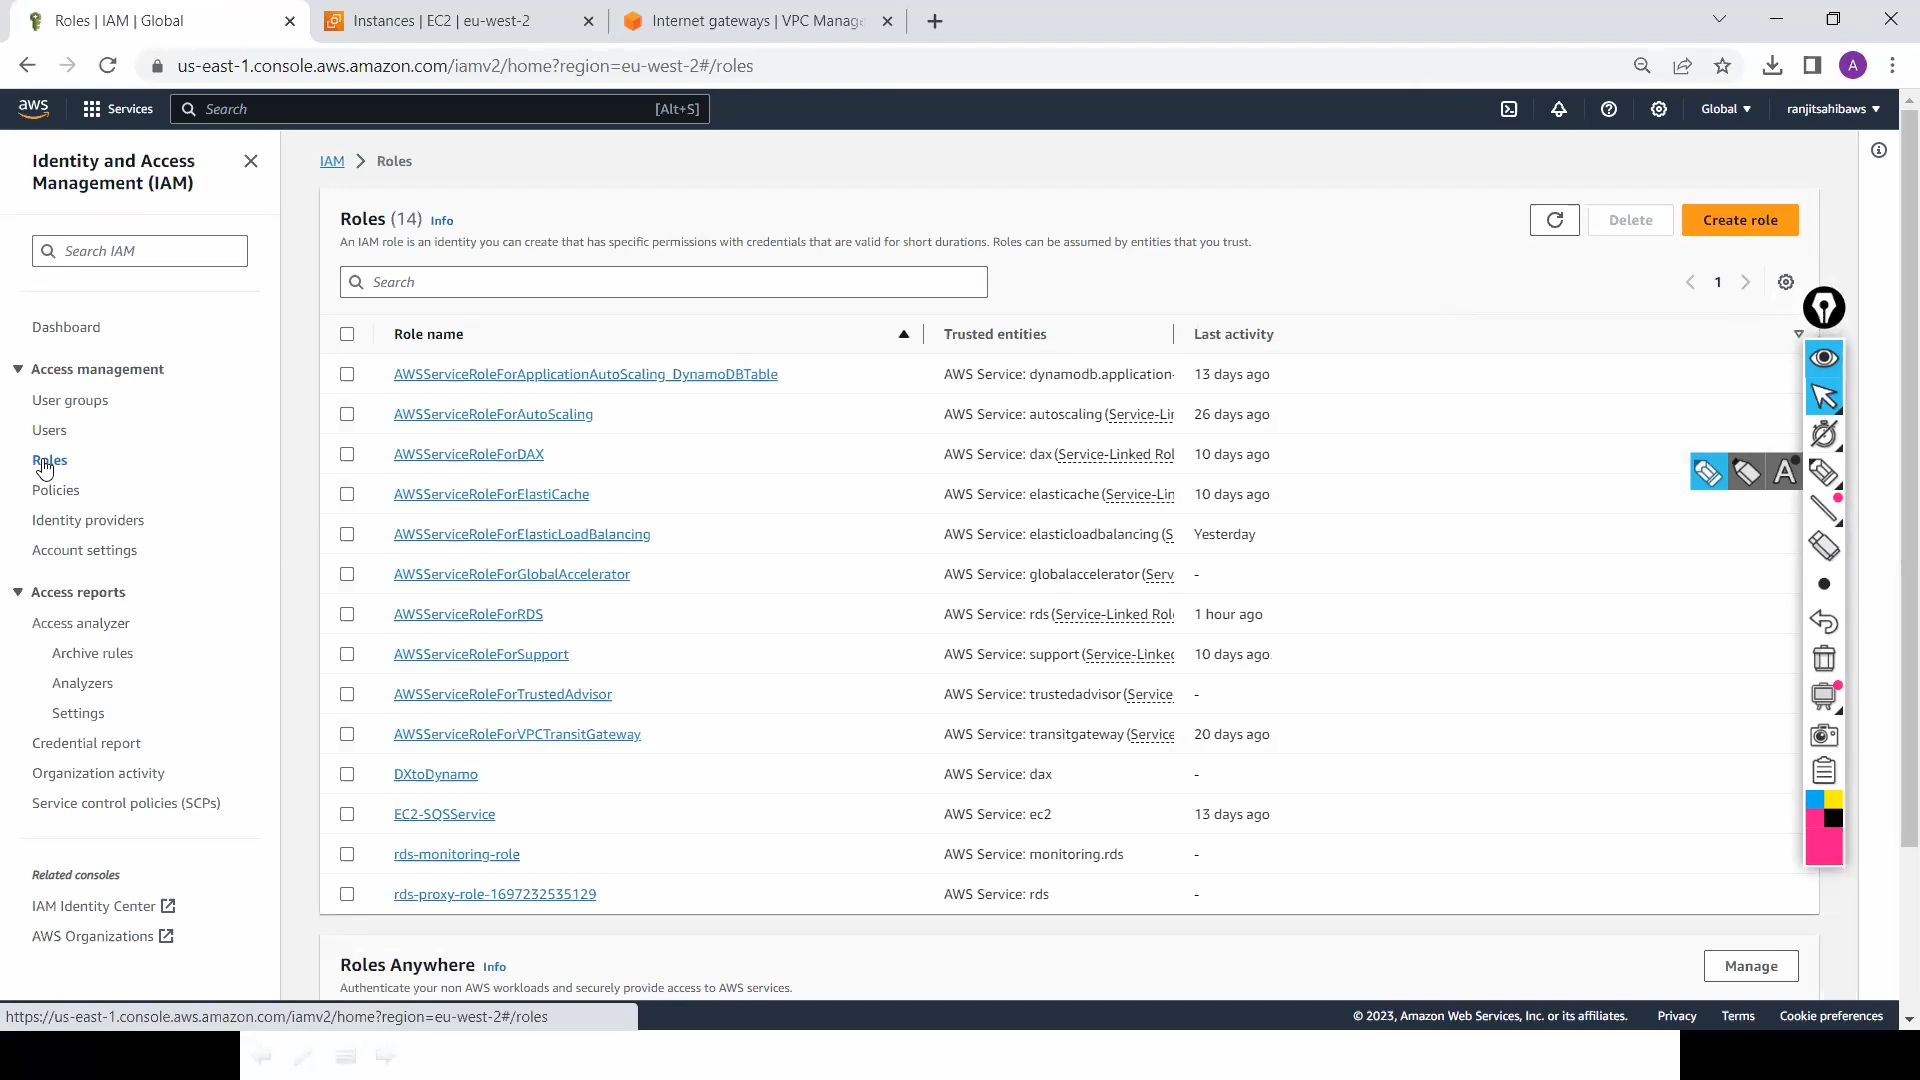 Roles | IAM | Global
Instances | EC2 | eu-west-2
Internet gateways | VPC Manage
us-east-1.console.aws.amazon.com/iamv2/home?region=eu-west-2#/roles
A
aws
Services
Search
[Alt+S]
Global
ranjitsahibaws
Identity and Access
Management (IAM)
Search IAM
Dashboard
Access management
User groups
Users
Roles
Policies
Identity providers
Account settings
Access reports
Access analyzer
Archive rules
Analyzers
Settings
Credential report
Organization activity
Service control policies (SCPs)
Related consoles
IAM Identity Center
AWS Organizations
IAM > Roles
Roles (14) Info
An IAM role is an identity you can create that has specific permissions with credentials that are valid for short durations. Roles can be assumed by entities that you trust.
Delete
Create role
Search
1
Role name
Trusted entities
Last activity
AWSServiceRoleForApplicationAutoScaling_DynamoDBTable AWS Service: dynamodb.application- 13 days ago
AWSServiceRoleForAutoScaling AWS Service: autoscaling (Service-Lin 26 days ago
AWSServiceRoleForDAX AWS Service: dax (Service-Linked Rol 10 days ago
AWSServiceRoleForElastiCache AWS Service: elasticache (Service-Lin 10 days ago
AWSServiceRoleForElasticLoadBalancing AWS Service: elasticloadbalancing (S Yesterday
AWSServiceRoleForGlobalAccelerator AWS Service: globalaccelerator (Serv -
AWSServiceRoleForRDS AWS Service: rds (Service-Linked Role 1 hour ago
AWSServiceRoleForSupport AWS Service: support (Service-Linked 10 days ago
AWSServiceRoleForTrustedAdvisor AWS Service: trustedadvisor (Service -
AWSServiceRoleForVPCTransitGateway AWS Service: transitgateway (Service 20 days ago
DXtoDynamo AWS Service: dax -
EC2-SQSService AWS Service: ec2 13 days ago
rds-monitoring-role AWS Service: monitoring.rds -
rds-proxy-role-1697232535129 AWS Service: rds -
Roles Anywhere Info
Authenticate your non AWS workloads and securely provide access to AWS services.
Manage
A
https://us-east-1.console.aws.amazon.com/iamv2/home?region=eu-west-2#/roles
© 2023, Amazon Web Services, Inc. or its affiliates.
Privacy
Terms
Cookie preferences